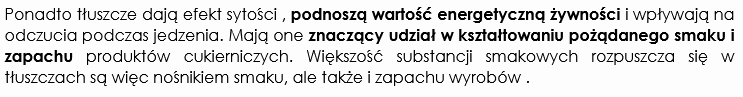 Ponadto tłuszcze dają efekt sytości , podnoszą wartość energetyczną żywności i wpływają na
odczucia podczas jedzenia. Mają one znaczący udział w kształtowaniu pożądanego smaku i
zapachu produktów cukierniczych. Większość substancji smakowych rozpuszcza się w
tłuszczach są więc nośnikiem smaku, ale także i zapachu wyrobów .